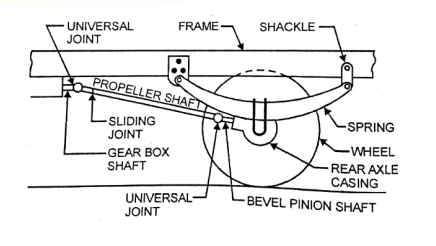 UNIVERSAL
JOINT
FRAME
SHACKLE
PROPELLER SHAFT
SLIDING
JOINT
GEAR BOX
SHAFT
SPRING
WHEEL
REAR AXLE
CASING
UNIVERSAL
JOINT
BEVEL PINION SHAFT